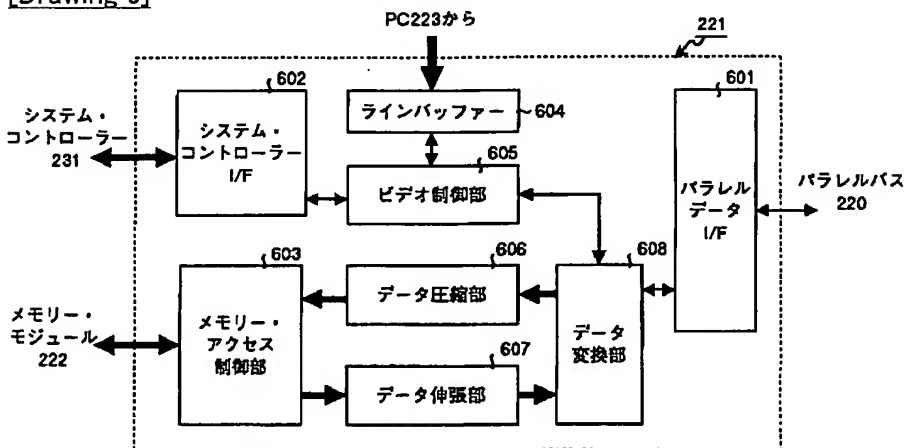 PC223から
221
602
システム・
コントローラー
I/F
システム・
コントローラー
231
ラインバッファー
604
605
ビデオ制御部
601
パラレル
データ
I/F
パラレルバス
220
603
メモリー・
アクセス
制御部
メモリー・
モジュール
222
606
データ圧縮部
608
データ
変換部
607
データ伸張部